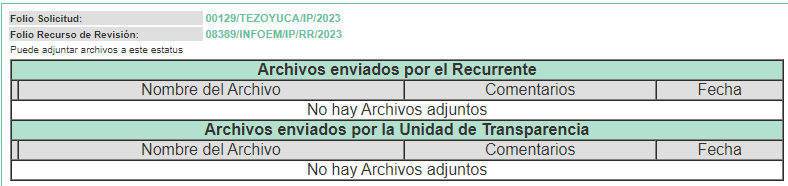 Folio Solicitud: 00129/TEZOYUCA/IP/2023
Folio Recurso de Revisión: 08389/INFOEM/IP/RR/2023
Puede adjuntar archivos a este estatus
Archivos enviados por el Recurrente
Nombre del Archivo Comentarios Fecha
No hay Archivos adjuntos
Archivos enviados por la Unidad de Transparencia
Nombre del Archivo Comentarios Fecha
No hay Archivos adjuntos